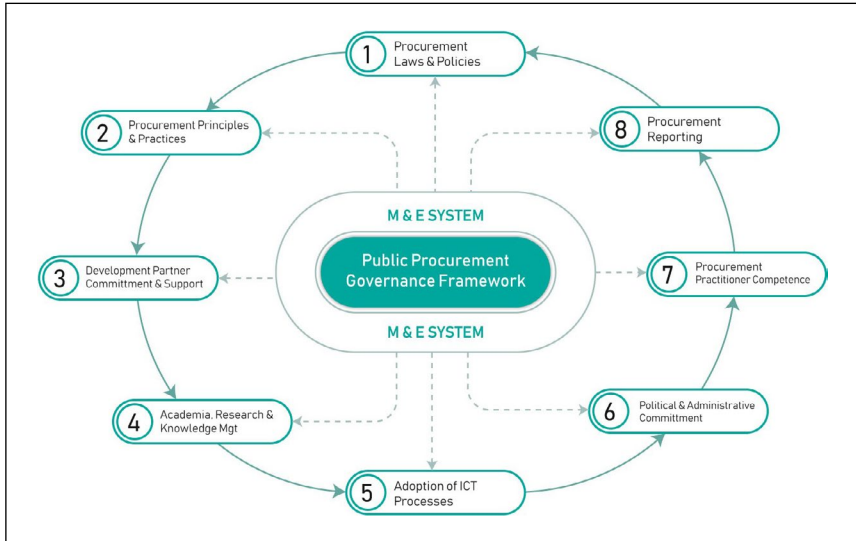 1
Procurement
Laws & Policies
2
Procurement Principles
& Practices
3
Development Partner
Committment & Support
4
Academia, Research &
Knowledge Mgt
5
Adoption of ICT
Processes
6
Political & Administrative
Committment
7
Procurement
Practitioner Competence
8
Procurement
Reporting
M & E SYSTEM
Public Procurement
Governance Framework
M & E SYSTEM